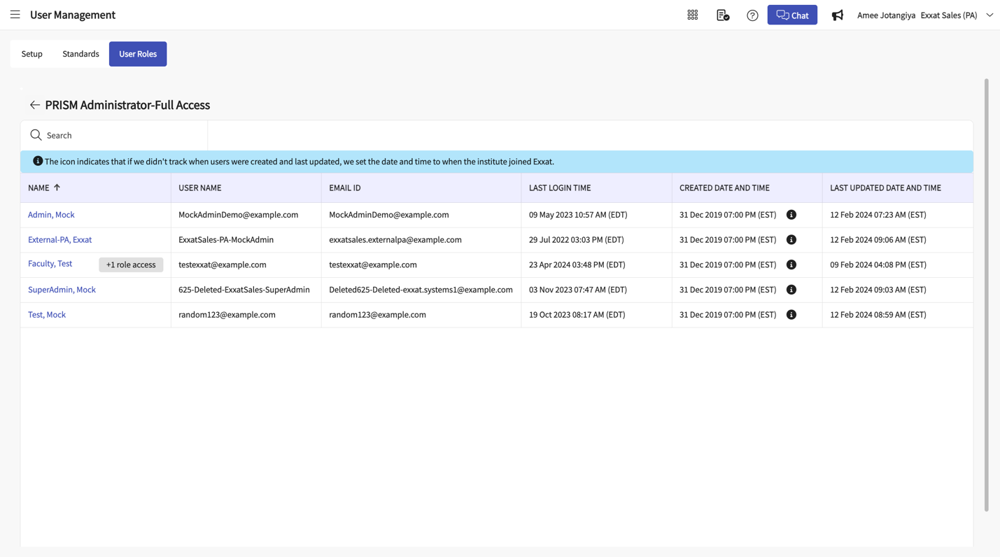 User Management
Chat
Amee Jotangiya Exxat Sales (PA)
Setup Standards User Roles
PRISM Administrator-Full Access
Search
The icon indicates that if we didn't track when users were created and last updated, we set the date and time to when the institute joined Exxat.
NAME USER NAME EMAIL ID LAST LOGIN TIME CREATED DATE AND TIME LAST UPDATED DATE AND TIME
Admin, Mock MockAdminDemo@example.com MockAdminDemo@example.com 09 May 2023 10:57 AM (EDT) 31 Dec 2019 07:00 PM (EST) 12 Feb 2024 07:23 AM (EST)
External-PA, Exxat ExxatSales-PA-MockAdmin exxatsales.externalpa@example.com 29 Jul 2022 03:03 PM (EDT) 31 Dec 2019 07:00 PM (EST) 12 Feb 2024 09:06 AM (EST)
Faculty, Test +1 role access testexxat@example.com testexxat@example.com 23 Apr 2024 03:48 PM (EDT) 31 Dec 2019 07:00 PM (EST) 09 Feb 2024 04:08 PM (EST)
SuperAdmin, Mock 625-Deleted-ExxatSales-SuperAdmin Deleted625-Deleted-exxat.systems1@example.com 03 Nov 2023 07:47 AM (EDT) 31 Dec 2019 07:00 PM (EST) 12 Feb 2024 09:03 AM (EST)
Test, Mock random123@example.com random123@example.com 19 Oct 2023 08:17 AM (EDT) 31 Dec 2019 07:00 PM (EST) 12 Feb 2024 08:59 AM (EST)